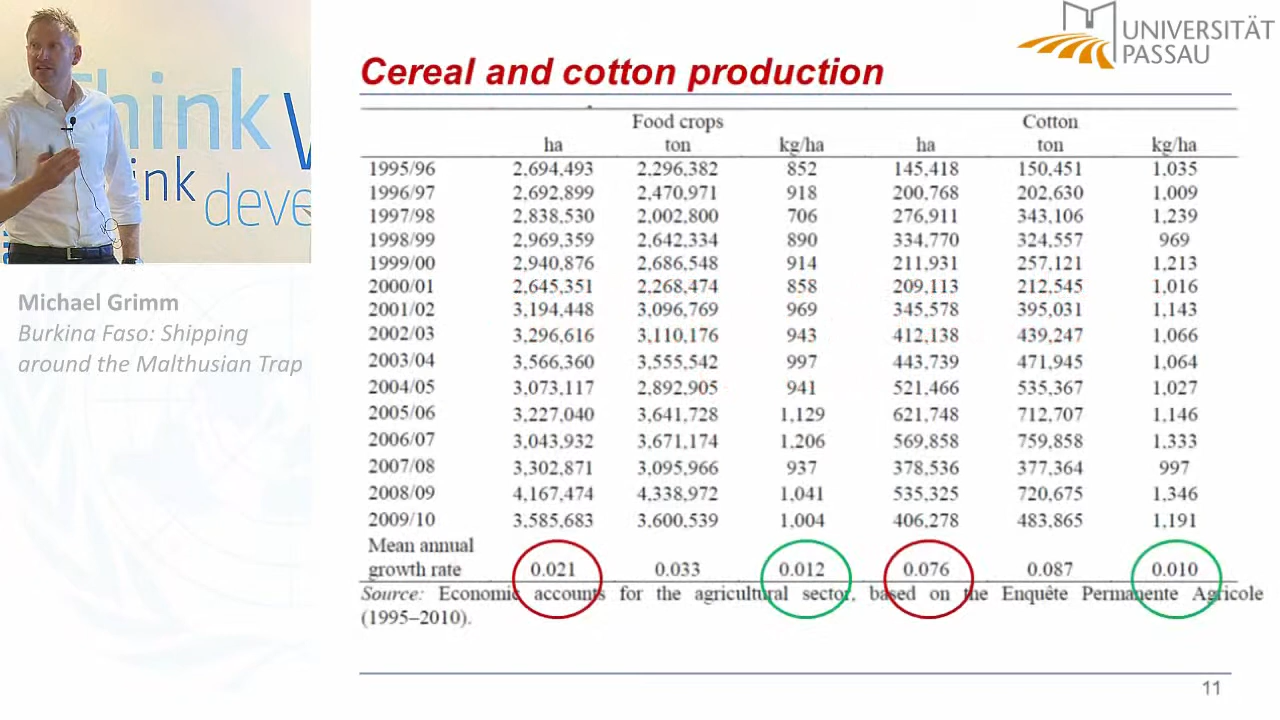 UNIVERSITÄT
PASSAU
Cereal and cotton production
Food crops Cotton
ha ton kg/ha ha ton kg/ha
1995/96 2,694,493 2,296,382 852 145,418 150,451 1,035
1996/97 2,692,899 2,470,971 918 200,768 202,630 1,009
1997/98 2,838,530 2,002,800 706 276,911 343,106 1,239
1998/99 2,969,359 2,642,334 890 334,770 324,557 969
1999/00 2,940,876 2,686,548 914 211,931 257,121 1,213
2000/01 2,645,351 2,268,474 858 209,113 212,545 1,016
2001/02 3,194,448 3,096,769 969 345,578 395,031 1,143
2002/03 3,296,616 3,110,176 943 412,138 439,247 1,066
2003/04 3,566,360 3,555,542 997 443,739 471,945 1,064
2004/05 3,073,117 2,892,905 941 521,466 535,367 1,027
2005/06 3,227,040 3,641,728 1,129 621,748 712,707 1,146
2006/07 3,043,932 3,671,174 1,206 569,858 759,858 1,333
2007/08 3,302,871 3,095,966 937 378,536 377,364 997
2008/09 4,167,474 4,338,972 1,041 535,325 720,675 1,346
2009/10 3,585,683 3,600,539 1,004 406,278 483,865 1,191
Mean annual
growth rate 0.021 0.033 0.012 0.076 0.087 0.010
Source: Economic accounts for the agricultural sector, based on the Enquête Permanente Agricole
(1995–2010).
11
Think
ink
deve
Michael Grimm
Burkina Faso: Shipping
around the Malthusian Trap